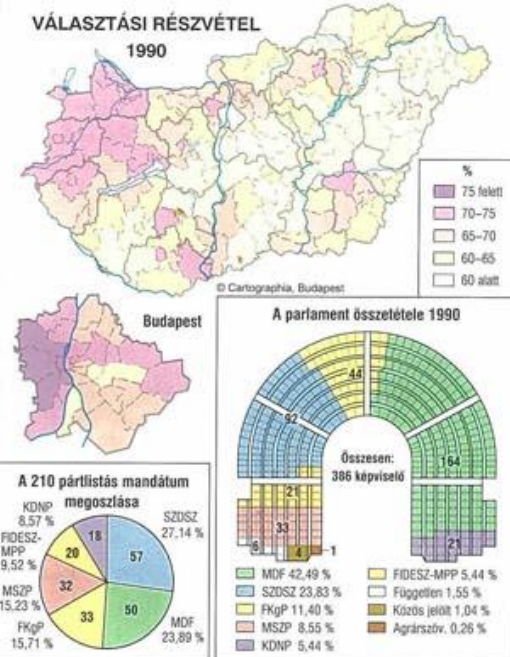 VÁLASZTÁSI RÉSZVÉTEL
1990
%
75 felett
70–75
65–70
60–65
60 alatt
© Cartographia, Budapest
Budapest
A parlament összetétele 1990
44
92
164
Összesen:
386 képviselő
21
33
6
4
1
21
MDF 42,49 %
SZDSZ 23,83 %
FKgP 11,40 %
MSZP 8,55 %
KDNP 5,44 %
FIDESZ-MPP 5,44 %
Független 1,55 %
Közös jelölt 1,04 %
Agrárszöv. 0,26 %
A 210 pártlistás mandátum
megoszlása
KDNP
8,57 %
FIDESZ-
MPP
9,52 %
MSZP
15,23 %
FKgP
15,71 %
SZDSZ
27,14 %
MDF
23,89 %
18
20
57
32
33
50